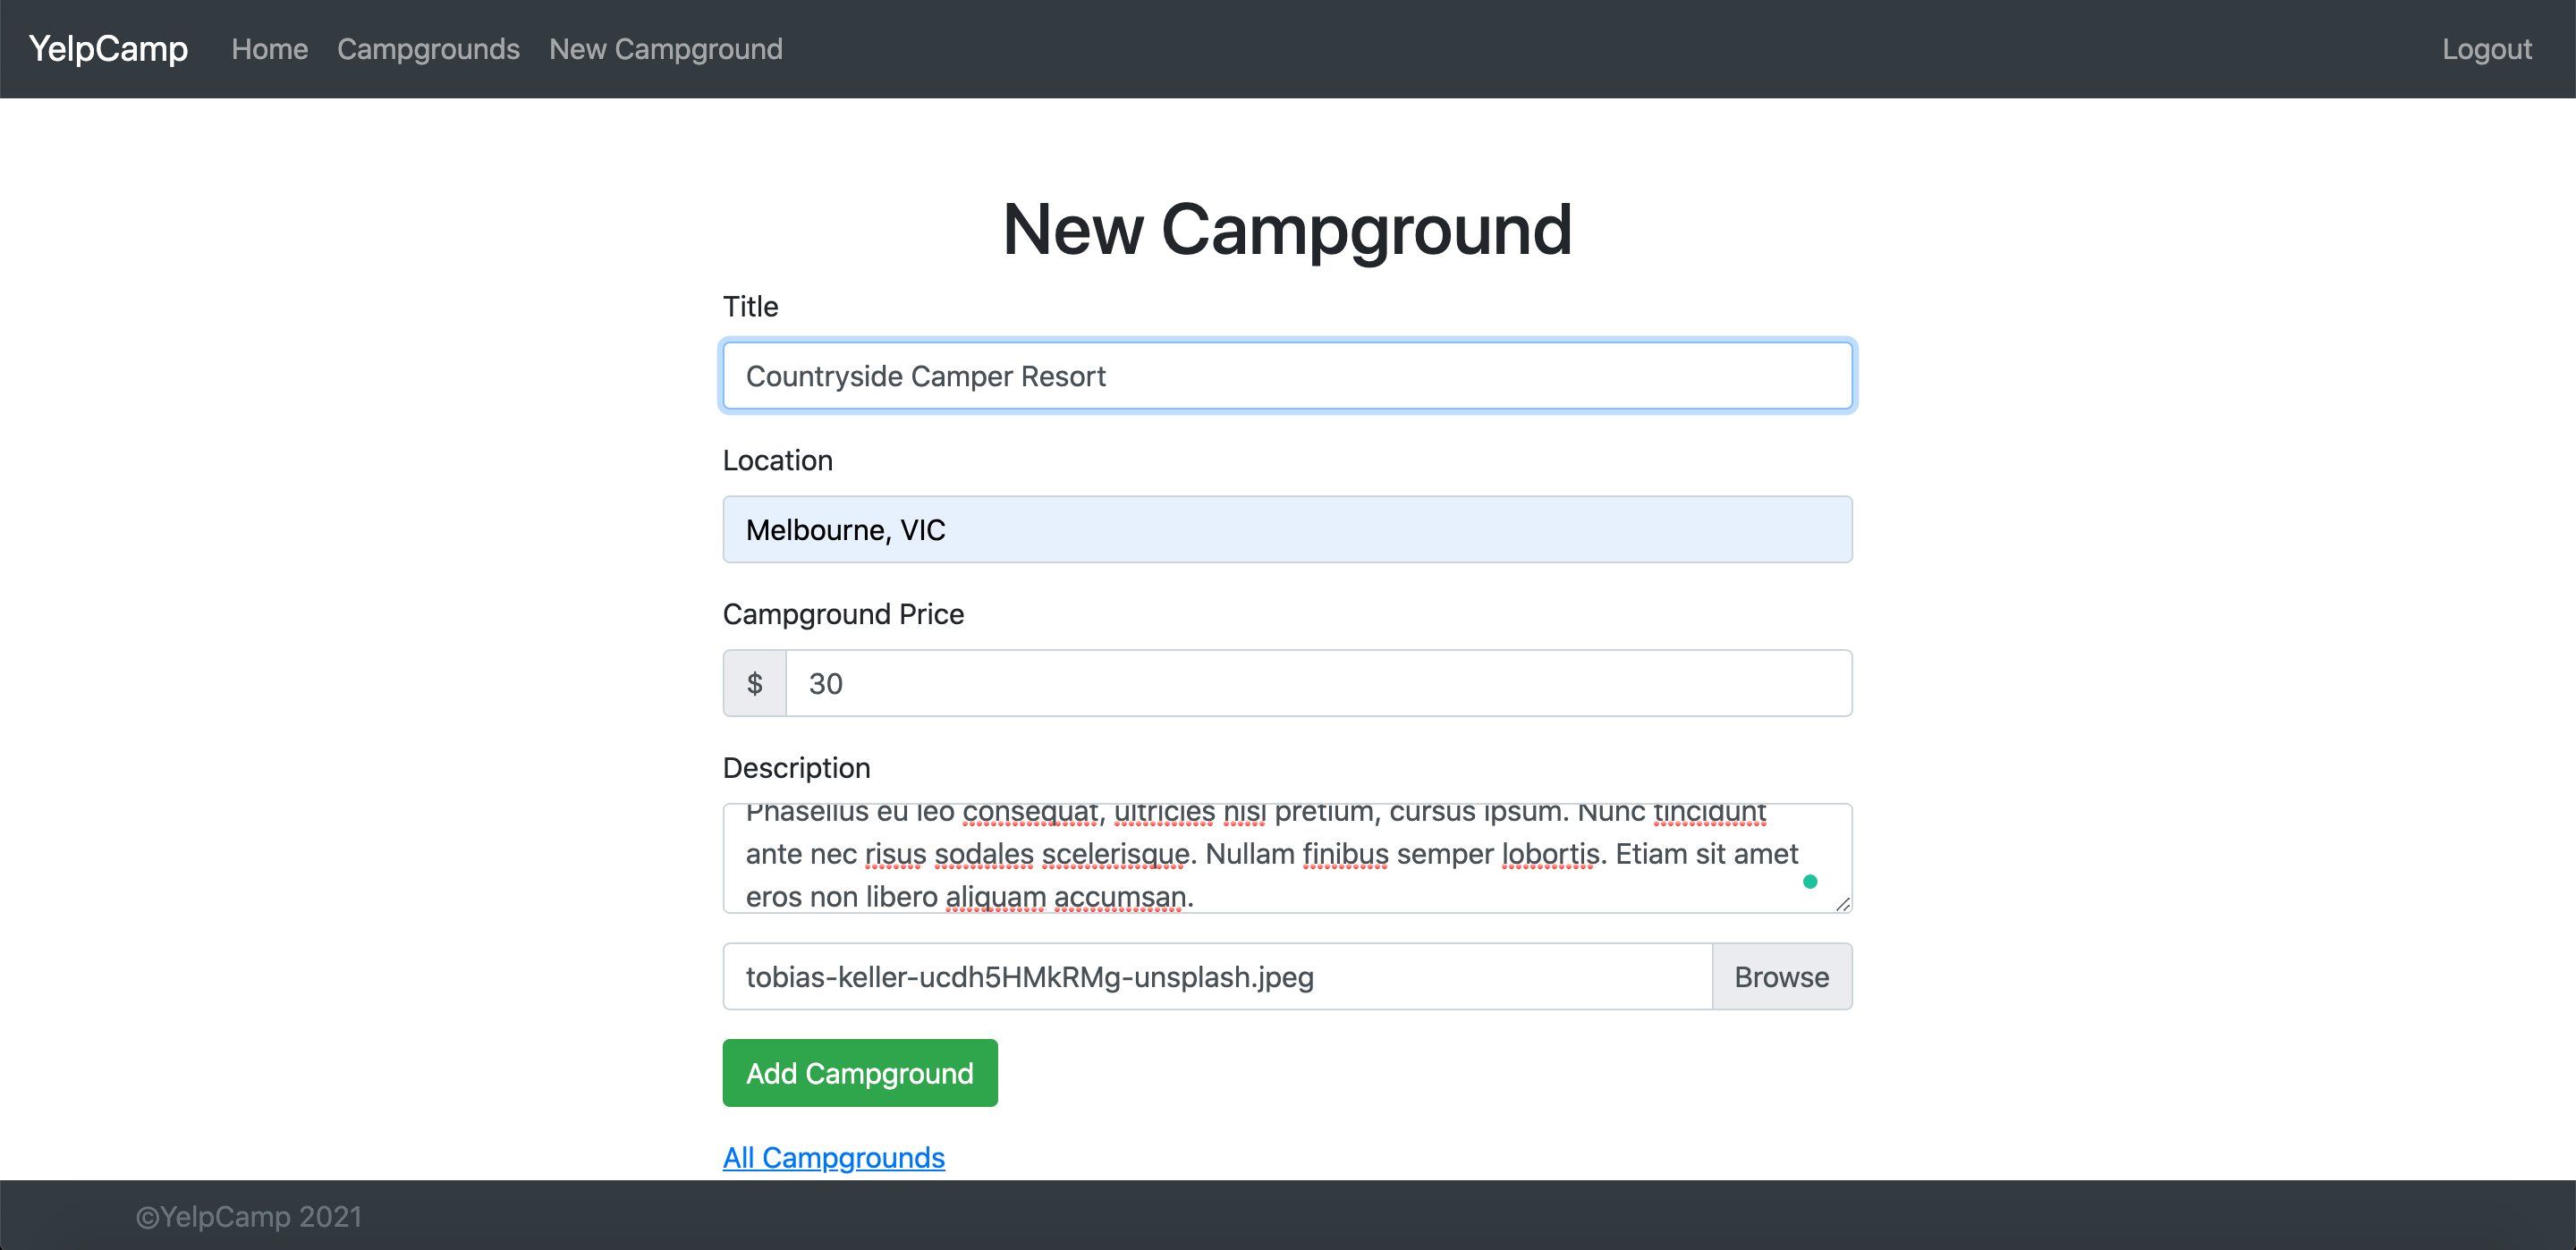 YelpCamp Home Campgrounds New Campground Logout
New Campground
Title
Countryside Camper Resort
Location
Melbourne, VIC
Campground Price
$ 30
Description
Phasellus eu leo consequat, ultricies nisl pretium, cursus ipsum. Nunc tincidunt
ante nec risus sodales scelerisque. Nullam finibus semper lobortis. Etiam sit amet
eros non libero aliquam accumsan.
tobias-keller-ucdh5HMkRMg-unsplash.jpeg Browse
Add Campground
All Campgrounds
©YelpCamp 2021